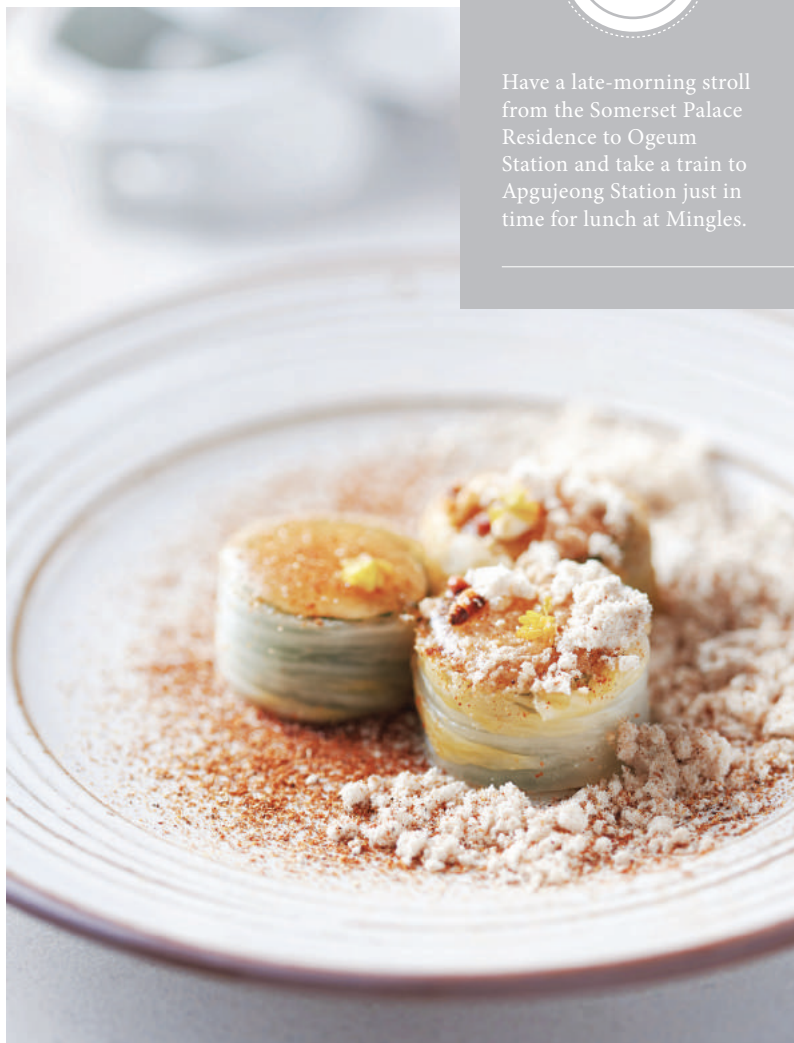 Have a late-morning stroll
from the Somerset Palace
Residence to Ogeum
Station and take a train to
Apgujeong Station just in
time for lunch at Mingles.